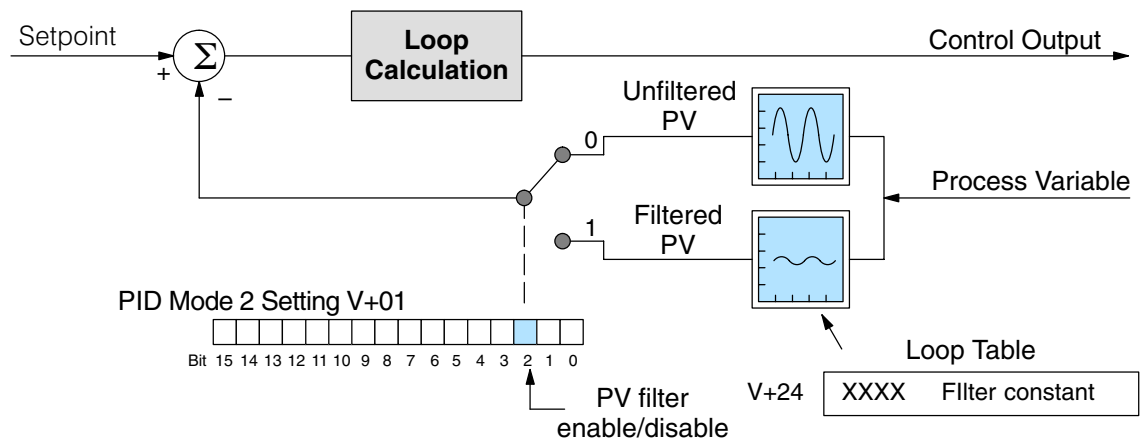 Setpoint
+
Σ
−
Loop
Calculation
Control Output
Unfiltered
PV
0
Process Variable
Filtered
PV
1
PID Mode 2 Setting V+01
Bit 15 14 13 12 11 10 9 8 7 6 5 4 3 2 1 0
PV filter
enable/disable
Loop Table
V+24 XXXX FIlter constant